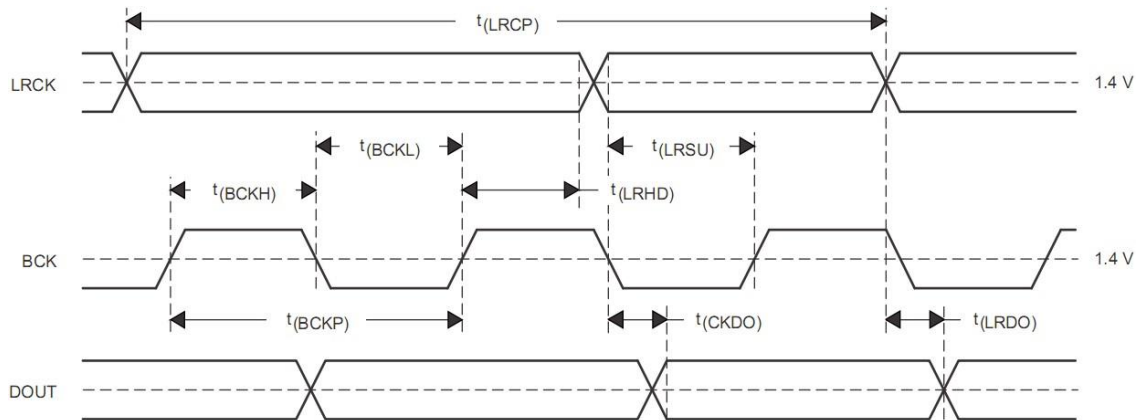 t(LRCP)
LRCK
1.4 V
t(BCKL)
t(LRSU)
t(BCKH)
t(LRHD)
BCK
1.4 V
t(BCKP)
t(CKDO)
t(LRDO)
DOUT